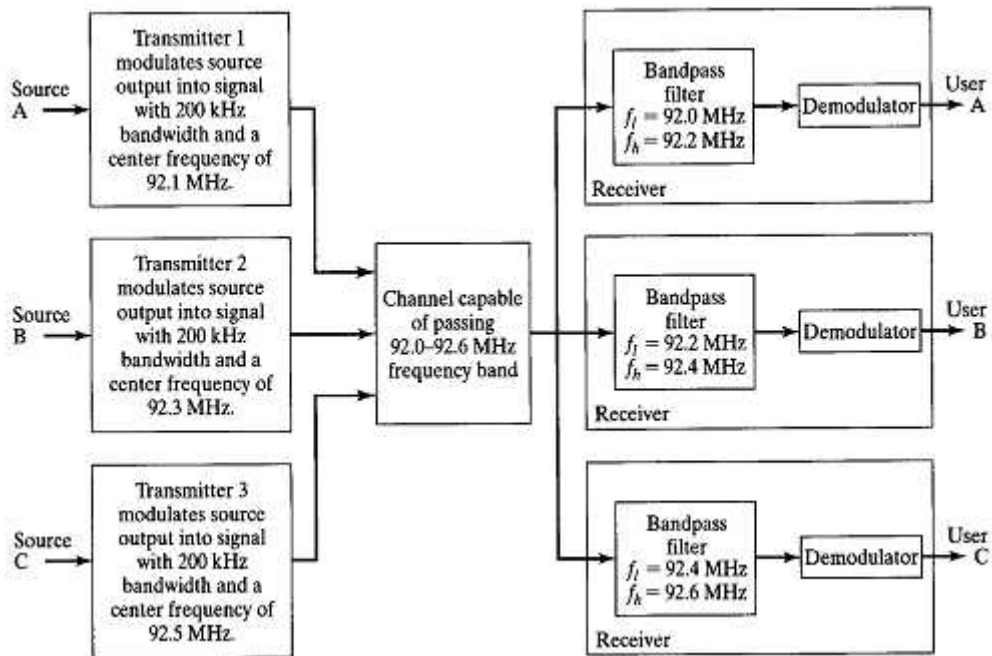 Source
A
Transmitter 1
modulates source
output into signal
with 200 kHz
bandwidth and a
center frequency of
92.1 MHz.
Source
B
Transmitter 2
modulates source
output into signal
with 200 kHz
bandwidth and a
center frequency of
92.3 MHz.
Source
C
Transmitter 3
modulates source
output into signal
with 200 kHz
bandwidth and a
center frequency of
92.5 MHz.
Channel capable
of passing
92.0–92.6 MHz
frequency band
Bandpass
filter
f_l = 92.0 MHz
f_h = 92.2 MHz
Demodulator
Receiver
User
A
Bandpass
filter
f_l = 92.2 MHz
f_h = 92.4 MHz
Demodulator
Receiver
User
B
Bandpass
filter
f_l = 92.4 MHz
f_h = 92.6 MHz
Demodulator
Receiver
User
C